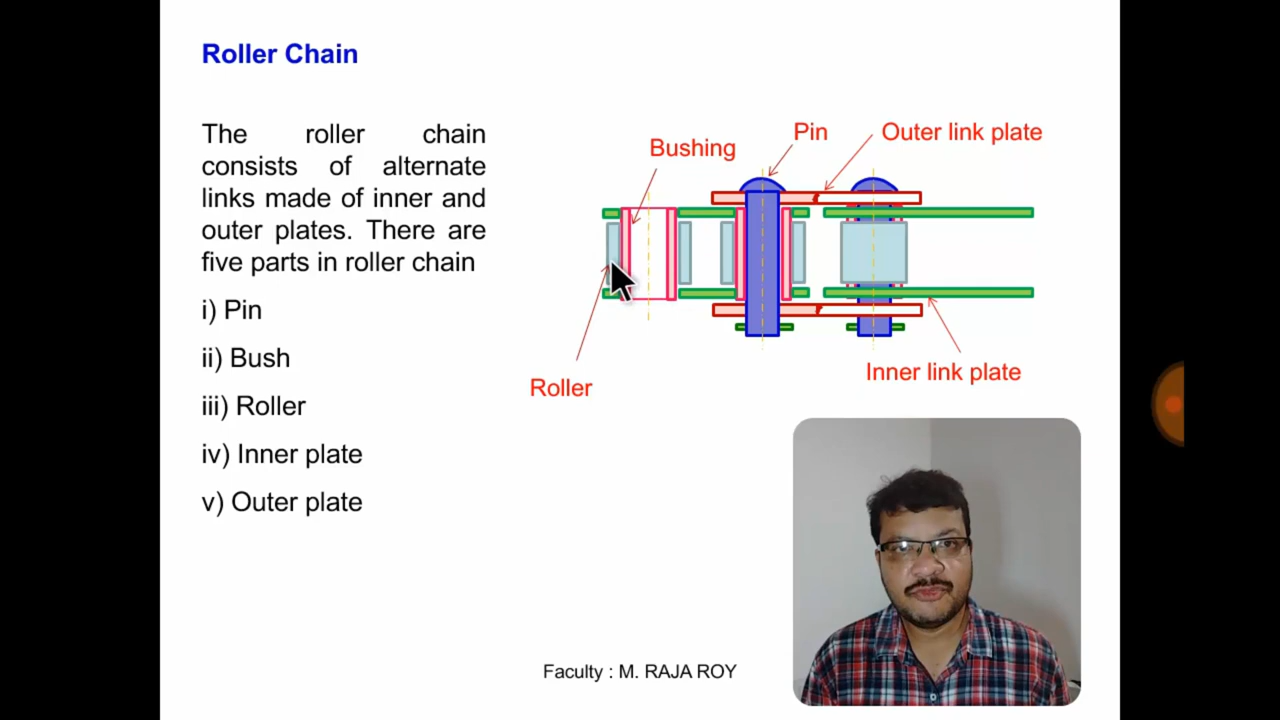 Roller Chain
The roller chain
consists of alternate
links made of inner and
outer plates. There are
five parts in roller chain
i) Pin
ii) Bush
iii) Roller
iv) Inner plate
v) Outer plate
Pin
Outer link plate
Bushing
Inner link plate
Roller
Faculty : M. RAJA ROY